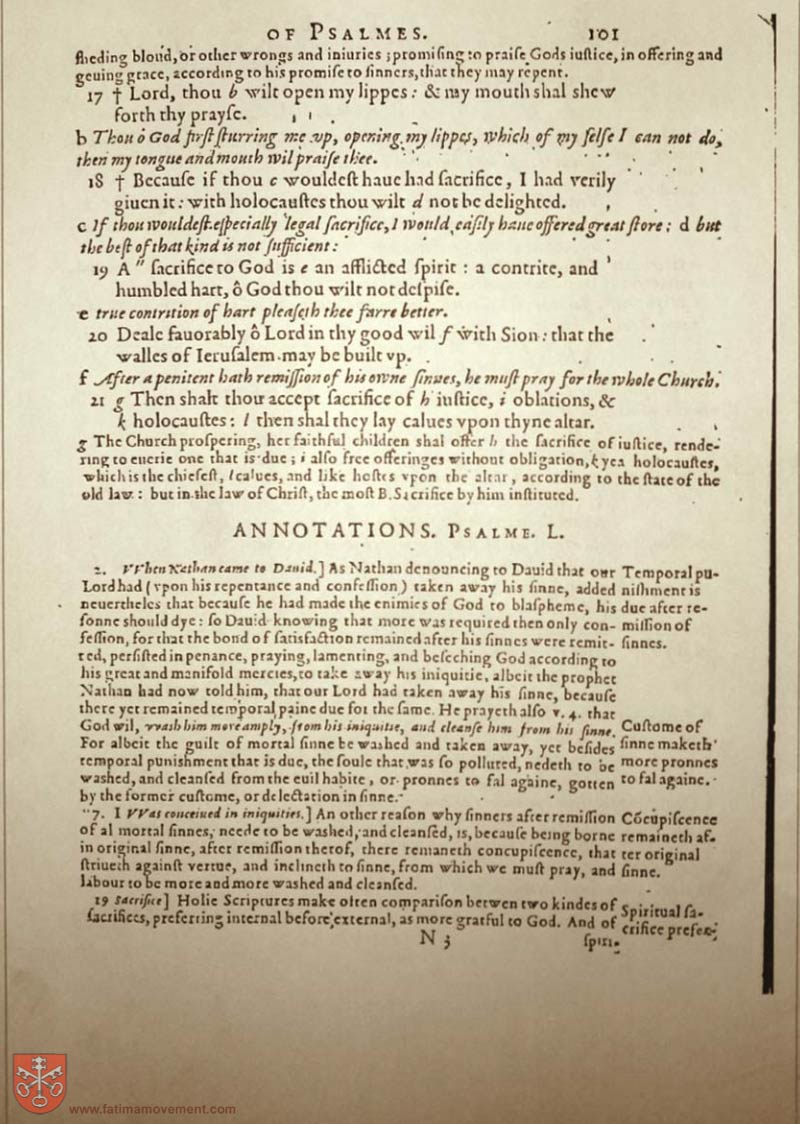 OF PSALMES. 101
ſheding bloud, or other wrongs and iniuries; promiſing to praiſe Gods iuſtice, in offering and
geuing grace, according to his promiſe to ſinners, that they may repent.
17 † Lord, thou b wilt open my lippes: & my mouth shal shew
forth thy prayſe.
b Thou ô God firſt ſturring me vp, opening my lippes, which of my ſelfe I can not do,
then my tongue and mouth wil praiſe thee.
18 † Becauſe if thou c wouldeſt haue had ſacrifice, I had verily
giuen it: with holocauſtes thou wilt d not be delighted.
c If thou wouldeſt eſpecially legal ſacrifice, I would eaſily haue offered great ſtore: d but
the beſt of that kind is not ſufficient:
19 A " ſacrifice to God is e an afflicted ſpirit: a contrite, and
humbled hart, ô God thou wilt not deſpiſe.
e true contrition of hart pleaſeth thee farre better.
20 Deale fauorably ô Lord in thy good wil f with Sion: that the
walles of Ieruſalem may be built vp.
f After a penitent hath remiſſion of his owne ſinnes, he muſt pray for the whole Church.
21 g Then shalt thou accept ſacrifice of h iuſtice, i oblations, &
k holocauſtes: l then shal they lay calues vpon thyne altar.
g The Church proſpering, her faithful children shal offer h the ſacrifice of iuſtice, rende-
ring to euerie one that is due; i alſo free offeringes without obligation, k yea holocauſtes,
which is the chiefeſt, l calues, and like hoſtes vpon the altar, according to the ſtate of the
old law: but in the law of Chriſt, the moſt B. Sacrifice by him inſtituted.
ANNOTATIONS. PSALME. L.
2. VVhen Nathan came to Dauid.] As Nathan denouncing to Dauid that our
Lord had (vpon his repentance and confeſſion) taken away his ſinne, added
neuertheles that becauſe he had made the enimies of God to blaſpheme, his
ſonne should dye: ſo Dauid knowing that more was required then only con-
feſſion, for that the bond of ſatisfaction remained after his ſinnes were remit-
ted, perſiſted in penance, praying, lamenting, and beſeeching God according to
his great and manifold mercies, to take away his iniquitie, albeit the prophet
Nathan had now told him, that our Lord had taken away his ſinne, becauſe
there yet remained temporal paine due for the ſame. He prayeth alſo v. 4. that
God wil, vvash him more amply, from his iniquitie, and cleanſe him from his ſinne.
For albeit the guilt of mortal ſinne be washed and taken away, yet beſides
temporal punishment that is due, the ſoule that was ſo polluted, nedeth to be
washed, and cleanſed from the euil habite, or pronnes to fal againe, gotten
by the former cuſtome, or delectation in ſinne.
Temporal pu-
nishment is
due after re-
miſſion of
ſinnes.
Cuſtome of
ſinne maketh
more pronnes
to fal againe.
"7. I VVas conceiued in iniquities.] An other reaſon why ſinners after remiſſion
of al mortal ſinnes, neede to be washed, and cleanſed, is, becauſe being borne
in original ſinne, after remiſſion therof, there remaneth concupiſcence, that
ſtriueth againſt vertue, and inclineth to ſinne, from which we muſt pray, and
labour to be more and more washed and cleanſed.
Cõcupiſcence
remaineth af-
ter original
ſinne.
19 Sacrifice] Holie Scriptures make often compariſon betwen two kindes of
ſacrifices, preferring internal before external, as more gratful to God. And of
Spiritual ſa-
crifice prefer-
N 3 ſpiri-
www.fatimamovement.com